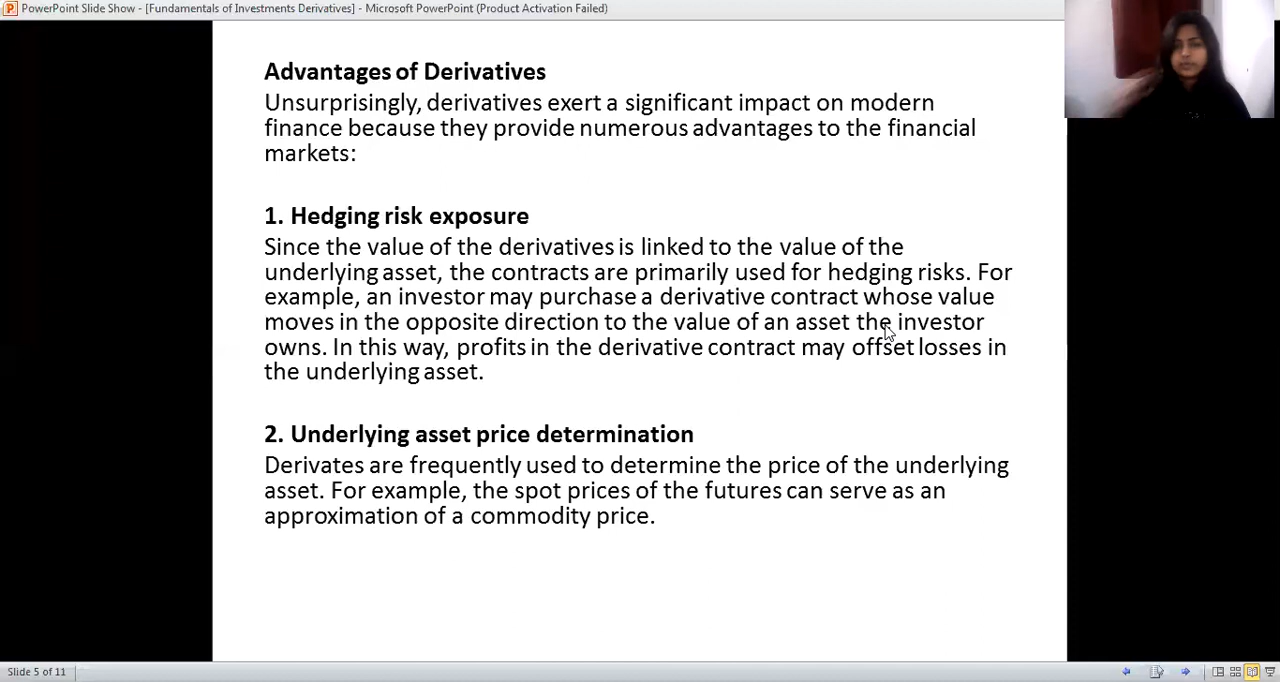 PowerPoint Slide Show - [Fundamentals of Investments Derivatives] - Microsoft PowerPoint (Product Activation Failed)
Advantages of Derivatives
Unsurprisingly, derivatives exert a significant impact on modern
finance because they provide numerous advantages to the financial
markets:
1. Hedging risk exposure
Since the value of the derivatives is linked to the value of the
underlying asset, the contracts are primarily used for hedging risks. For
example, an investor may purchase a derivative contract whose value
moves in the opposite direction to the value of an asset the investor
owns. In this way, profits in the derivative contract may offset losses in
the underlying asset.
2. Underlying asset price determination
Derivates are frequently used to determine the price of the underlying
asset. For example, the spot prices of the futures can serve as an
approximation of a commodity price.
Slide 5 of 11